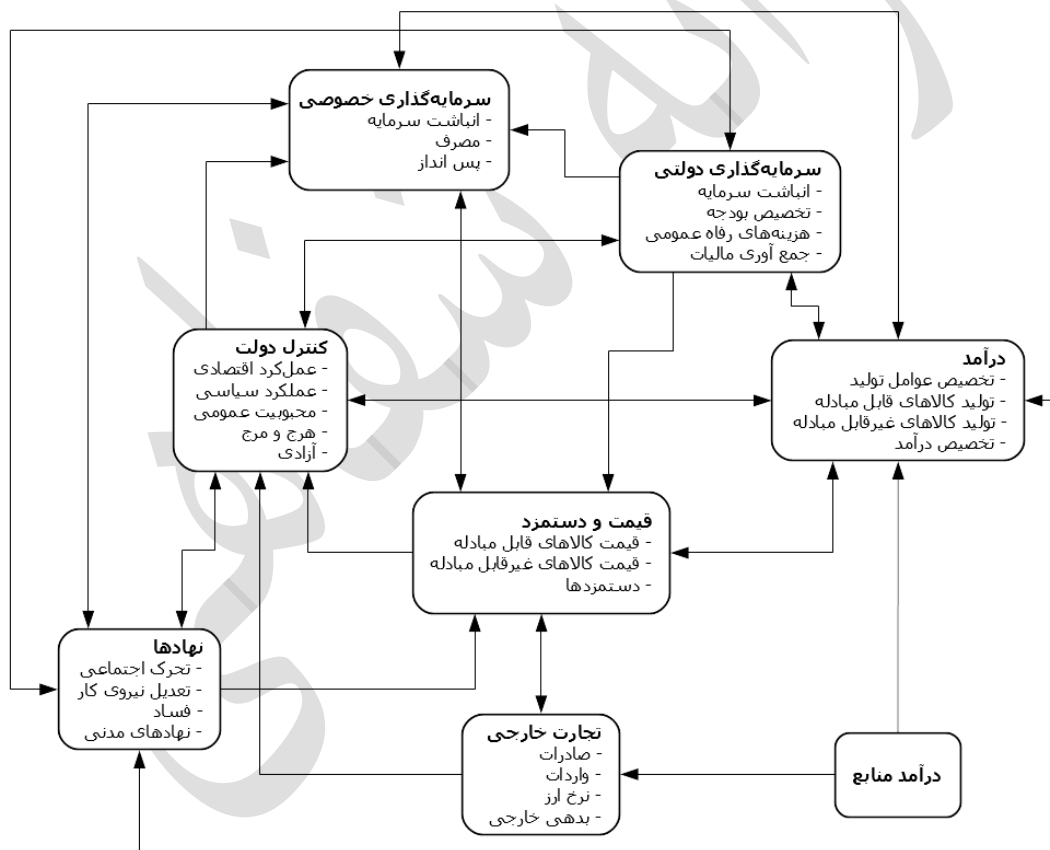 سرمایه‌گذاری خصوصی
- انباشت سرمایه
- مصرف
- پس انداز
سرمایه‌گذاری دولتی
- انباشت سرمایه
- تخصیص بودجه
- هزینه‌های رفاه عمومی
- جمع آوری مالیات
کنترل دولت
- عمل‌کرد اقتصادی
- عملکرد سیاسی
- محبوبیت عمومی
- هرج و مرج
- آزادی
درآمد
- تخصیص عوامل تولید
- تولید کالاهای قابل مبادله
- تولید کالاهای غیرقابل مبادله
- تخصیص درآمد
قیمت و دستمزد
- قیمت کالاهای قابل مبادله
- قیمت کالاهای غیرقابل مبادله
- دستمزدها
نهادها
- تحرک اجتماعی
- تعدیل نیروی کار
- فساد
- نهادهای مدنی
تجارت خارجی
- صادرات
- واردات
- نرخ ارز
- بدهی خارجی
درآمد منابع